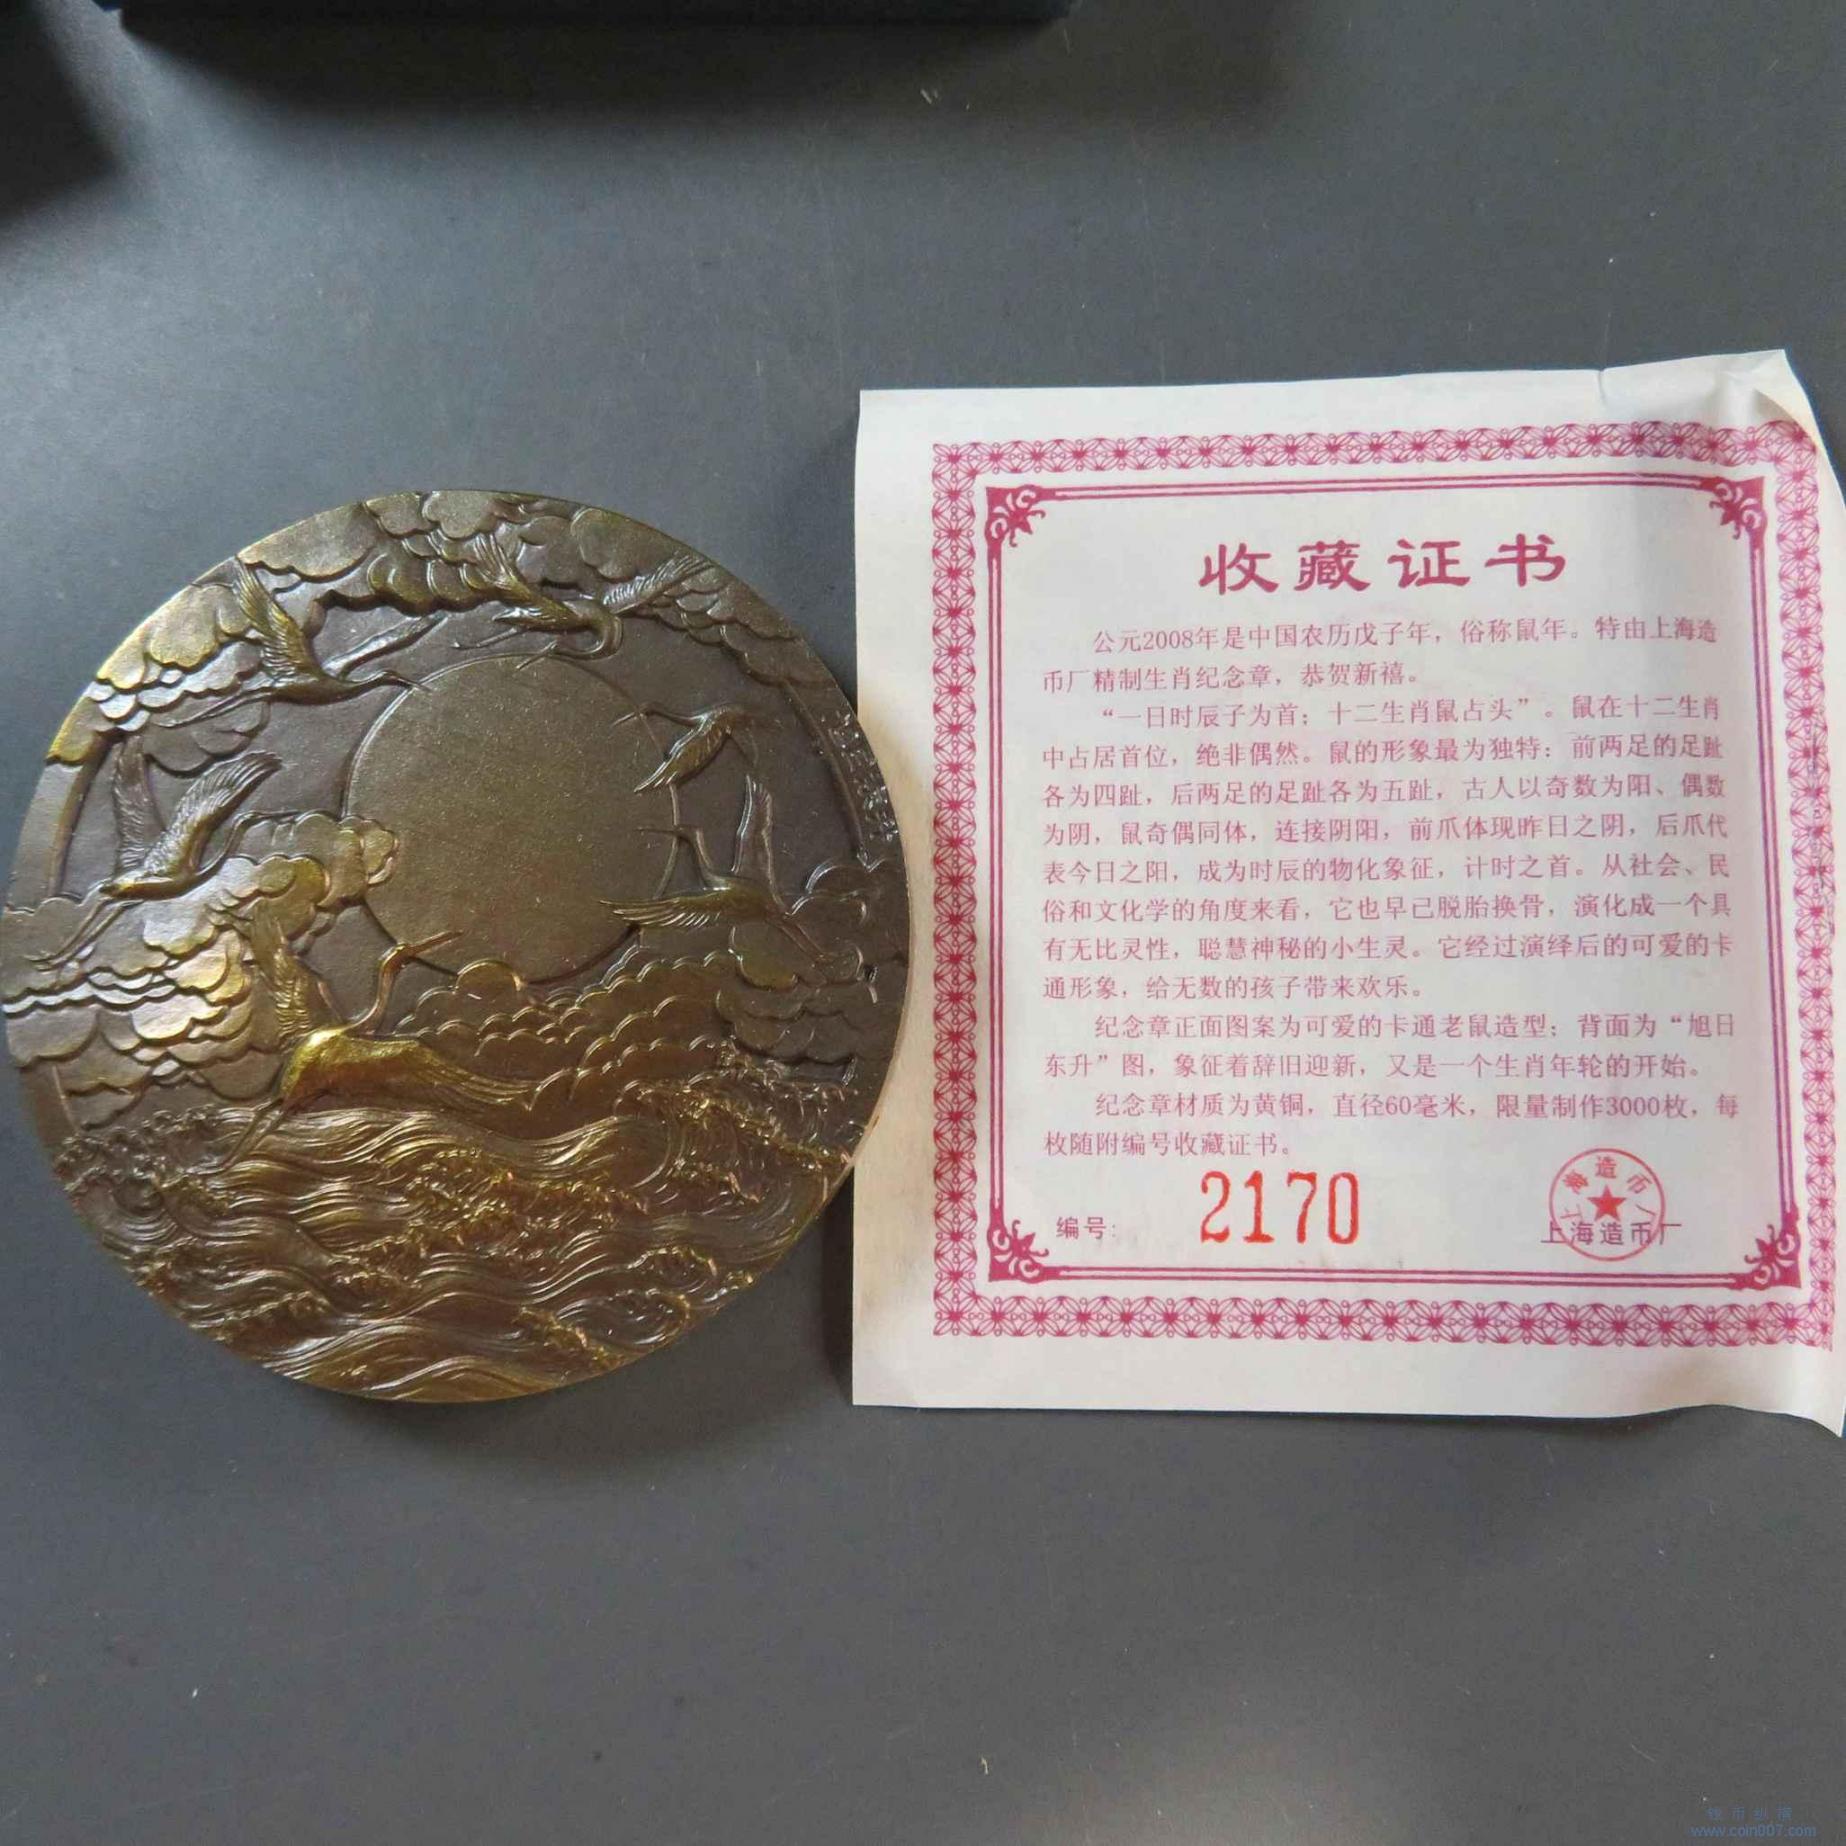 收藏证书
公元2008年是中国农历戊子年，俗称鼠年。特由上海造
币厂精制生肖纪念章，恭贺新禧。
“一日时辰子为首；十二生肖鼠占头”。鼠在十二生肖
中占居首位，绝非偶然。鼠的形象最为独特：前两足的足趾
各为四趾，后两足的足趾各为五趾，古人以奇数为阳、偶数
为阴，鼠奇偶同体，连接阴阳，前爪体现昨日之阴，后爪代
表今日之阳，成为时辰的物化象征，计时之首。从社会、民
俗和文化学的角度来看，它也早已脱胎换骨，演化成一个具
有无比灵性，聪慧神秘的小生灵。它经过演绎后的可爱的卡
通形象，给无数的孩子带来欢乐。
纪念章正面图案为可爱的卡通老鼠造型；背面为“旭日
东升”图，象征着辞旧迎新，又是一个生肖年轮的开始。
纪念章材质为黄铜，直径60毫米，限量制作3000枚，每
枚随附编号收藏证书。
编号: 2170
上海造币厂
上海造币厂
钱币纵横
www.coin007.com